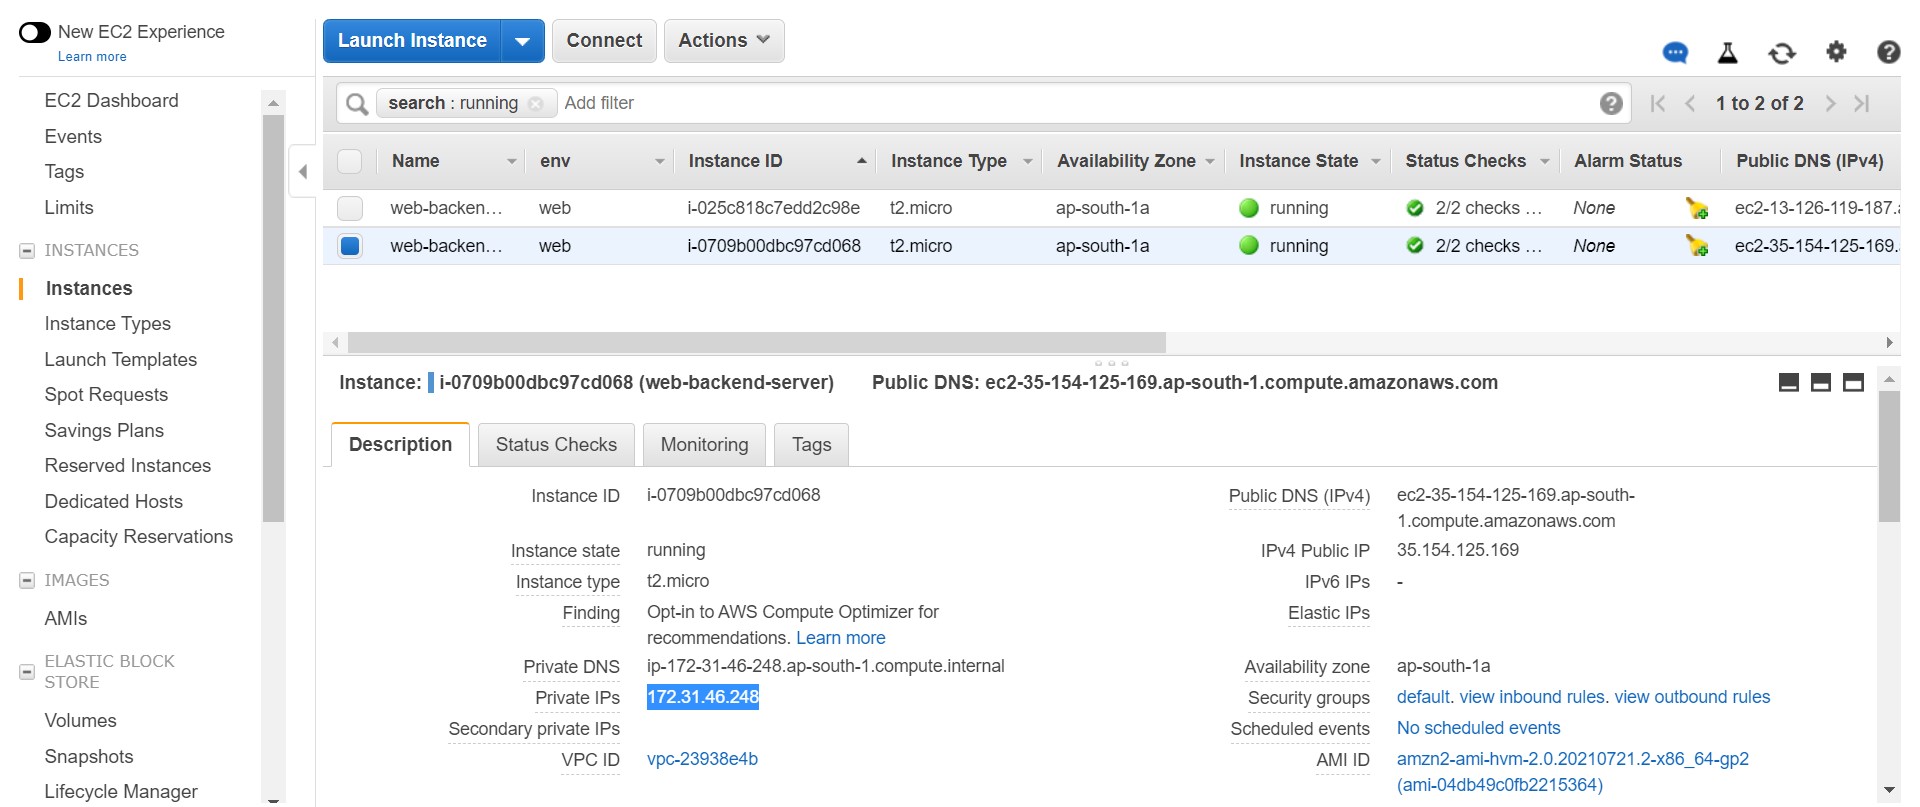 New EC2 Experience
Learn more
EC2 Dashboard
Events
Tags
Limits
INSTANCES
Instances
Instance Types
Launch Templates
Spot Requests
Savings Plans
Reserved Instances
Dedicated Hosts
Capacity Reservations
IMAGES
AMIs
ELASTIC BLOCK
STORE
Volumes
Snapshots
Lifecycle Manager
Launch Instance Connect Actions
search : running Add filter 1 to 2 of 2
Name env Instance ID Instance Type Availability Zone Instance State Status Checks Alarm Status Public DNS (IPv4)
web-backen… web i-025c818c7edd2c98e t2.micro ap-south-1a running 2/2 checks … None ec2-13-126-119-187.
web-backen… web i-0709b00dbc97cd068 t2.micro ap-south-1a running 2/2 checks … None ec2-35-154-125-169.
Instance: i-0709b00dbc97cd068 (web-backend-server) Public DNS: ec2-35-154-125-169.ap-south-1.compute.amazonaws.com
Description Status Checks Monitoring Tags
Instance ID i-0709b00dbc97cd068
Instance state running
Instance type t2.micro
Finding Opt-in to AWS Compute Optimizer for
recommendations. Learn more
Private DNS ip-172-31-46-248.ap-south-1.compute.internal
Private IPs 172.31.46.248
Secondary private IPs
VPC ID vpc-23938e4b
Public DNS (IPv4) ec2-35-154-125-169.ap-south-
1.compute.amazonaws.com
IPv4 Public IP 35.154.125.169
IPv6 IPs -
Elastic IPs
Availability zone ap-south-1a
Security groups default. view inbound rules. view outbound rules
Scheduled events No scheduled events
AMI ID amzn2-ami-hvm-2.0.20210721.2-x86_64-gp2
(ami-04db49c0fb2215364)